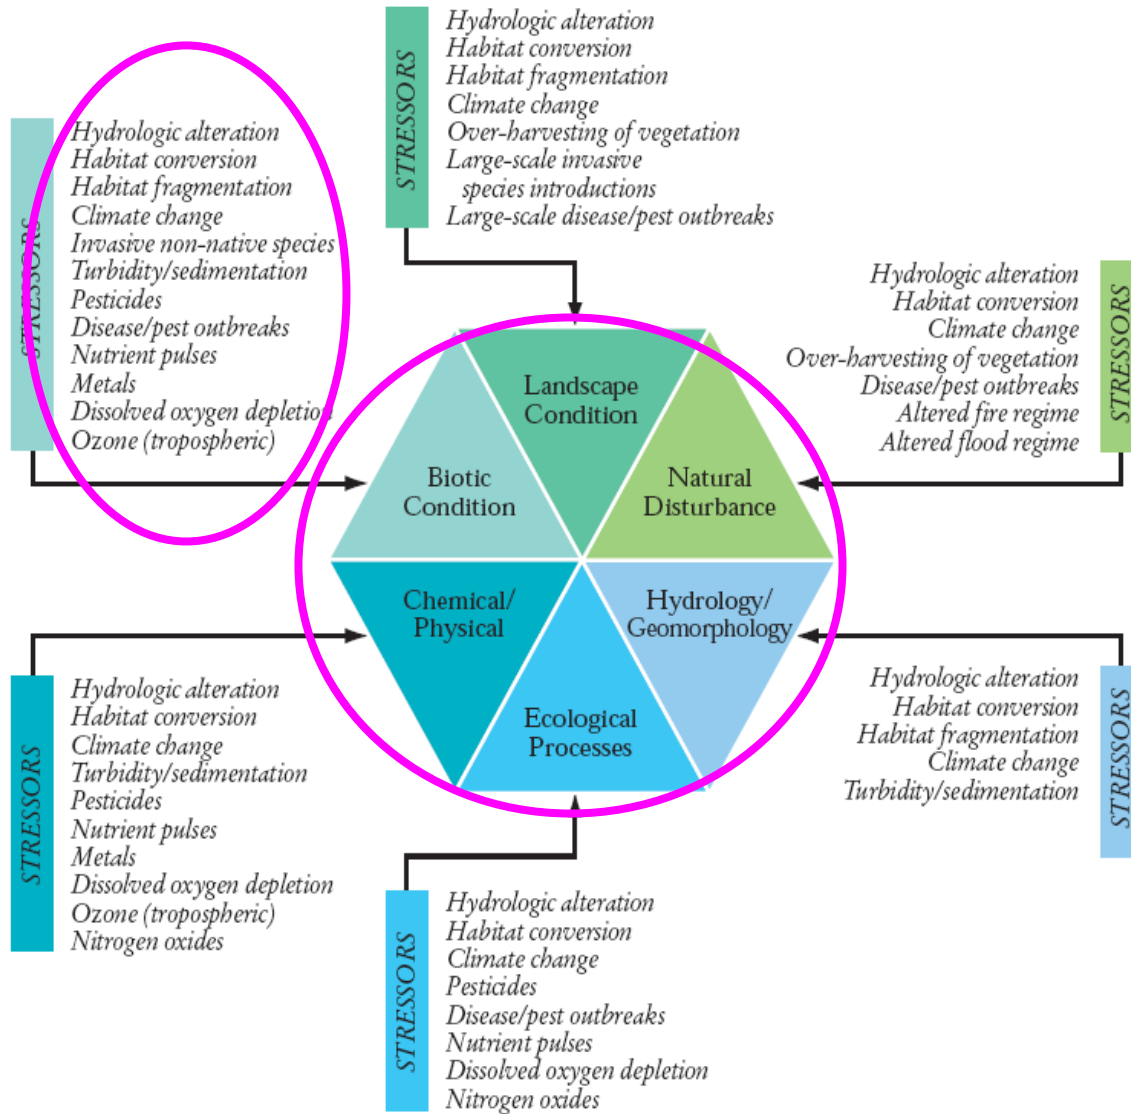 STRESSORS
Hydrologic alteration
Habitat conversion
Habitat fragmentation
Climate change
Over-harvesting of vegetation
Large-scale invasive
species introductions
Large-scale disease/pest outbreaks
STRESSORS
Hydrologic alteration
Habitat conversion
Habitat fragmentation
Climate change
Invasive non-native species
Turbidity/sedimentation
Pesticides
Disease/pest outbreaks
Nutrient pulses
Metals
Dissolved oxygen depletion
Ozone (tropospheric)
Hydrologic alteration
Habitat conversion
Climate change
Over-harvesting of vegetation
Disease/pest outbreaks
Altered fire regime
Altered flood regime
STRESSORS
Landscape
Condition
Biotic
Condition
Natural
Disturbance
Chemical/
Physical
Hydrology/
Geomorphology
Ecological
Processes
STRESSORS
Hydrologic alteration
Habitat conversion
Climate change
Turbidity/sedimentation
Pesticides
Nutrient pulses
Metals
Dissolved oxygen depletion
Ozone (tropospheric)
Nitrogen oxides
Hydrologic alteration
Habitat conversion
Habitat fragmentation
Climate change
Turbidity/sedimentation
STRESSORS
STRESSORS
Hydrologic alteration
Habitat conversion
Climate change
Pesticides
Disease/pest outbreaks
Nutrient pulses
Dissolved oxygen depletion
Nitrogen oxides